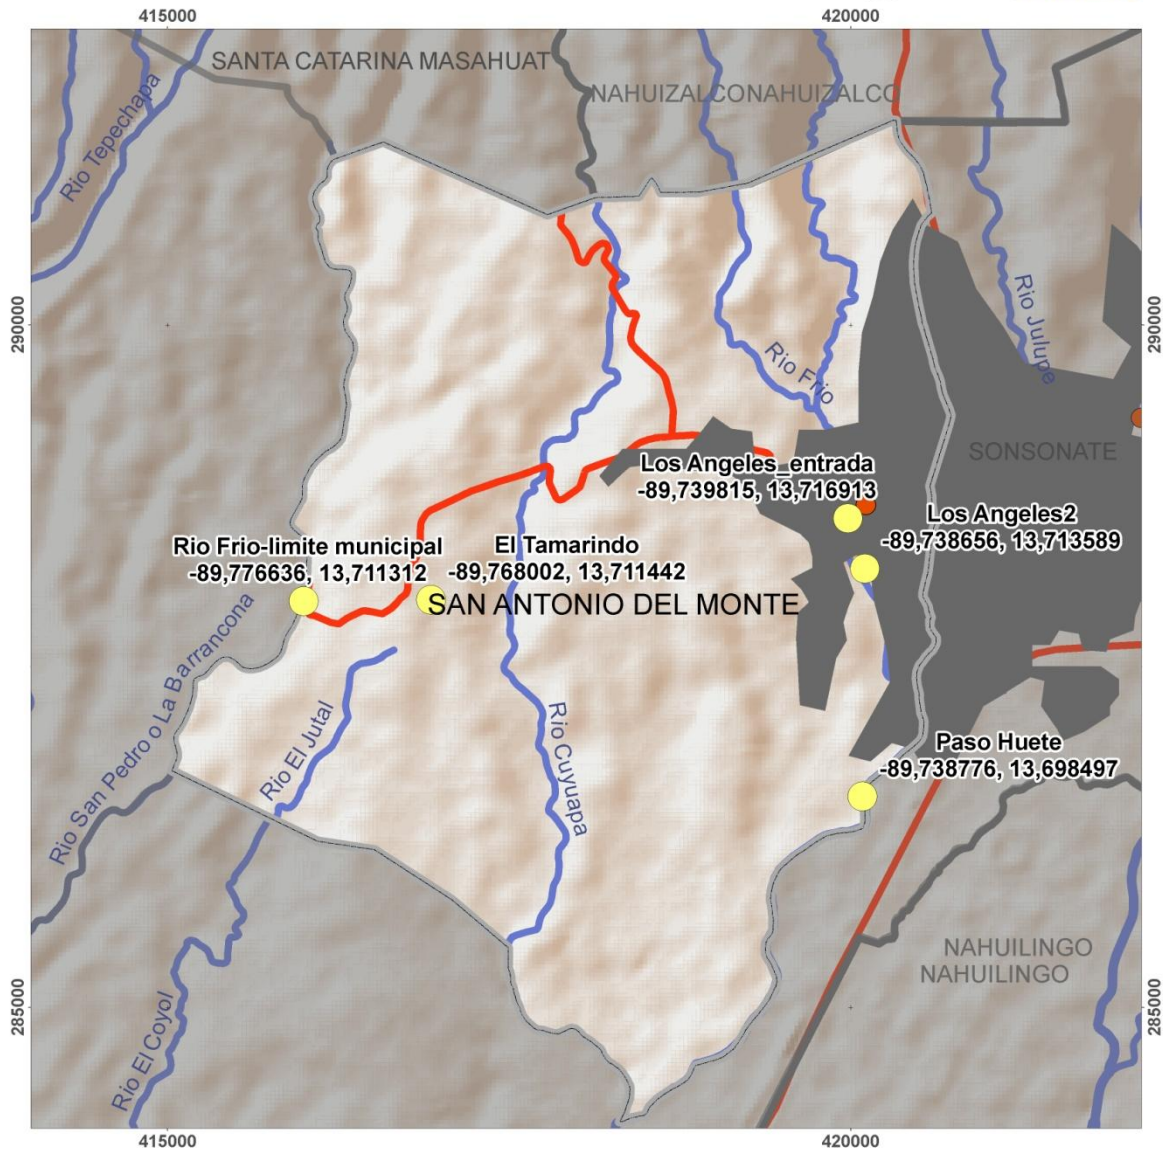 415000
420000
SANTA CATARINA MASAHUAT
NAHUIZALCONAHUIZALCO
Rio Tepechapa
290000
290000
Rio Julupe
Rio Frio
SONSONATE
Los Angeles_entrada
-89,739815, 13,716913
Los Angeles2
-89,738656, 13,713589
Rio Frio-limite municipal
-89,776636, 13,711312
El Tamarindo
-89,768002, 13,711442
SAN ANTONIO DEL MONTE
Rio San Pedro o La Barrancona
Rio El Jutal
Rio Cuyuapa
Paso Huete
-89,738776, 13,698497
NAHUILINGO
NAHUILINGO
285000
285000
Rio El Coyol
415000
420000